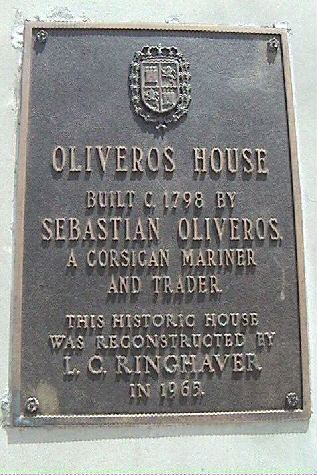 OLIVEROS HOUSE
BUILT C. 1798 BY
SEBASTIAN OLIVEROS,
A CORSICAN MARINER
AND TRADER.
THIS HISTORIC HOUSE
WAS RECONSTRUCTED BY
L. C. RINGHAVER
IN 1965.